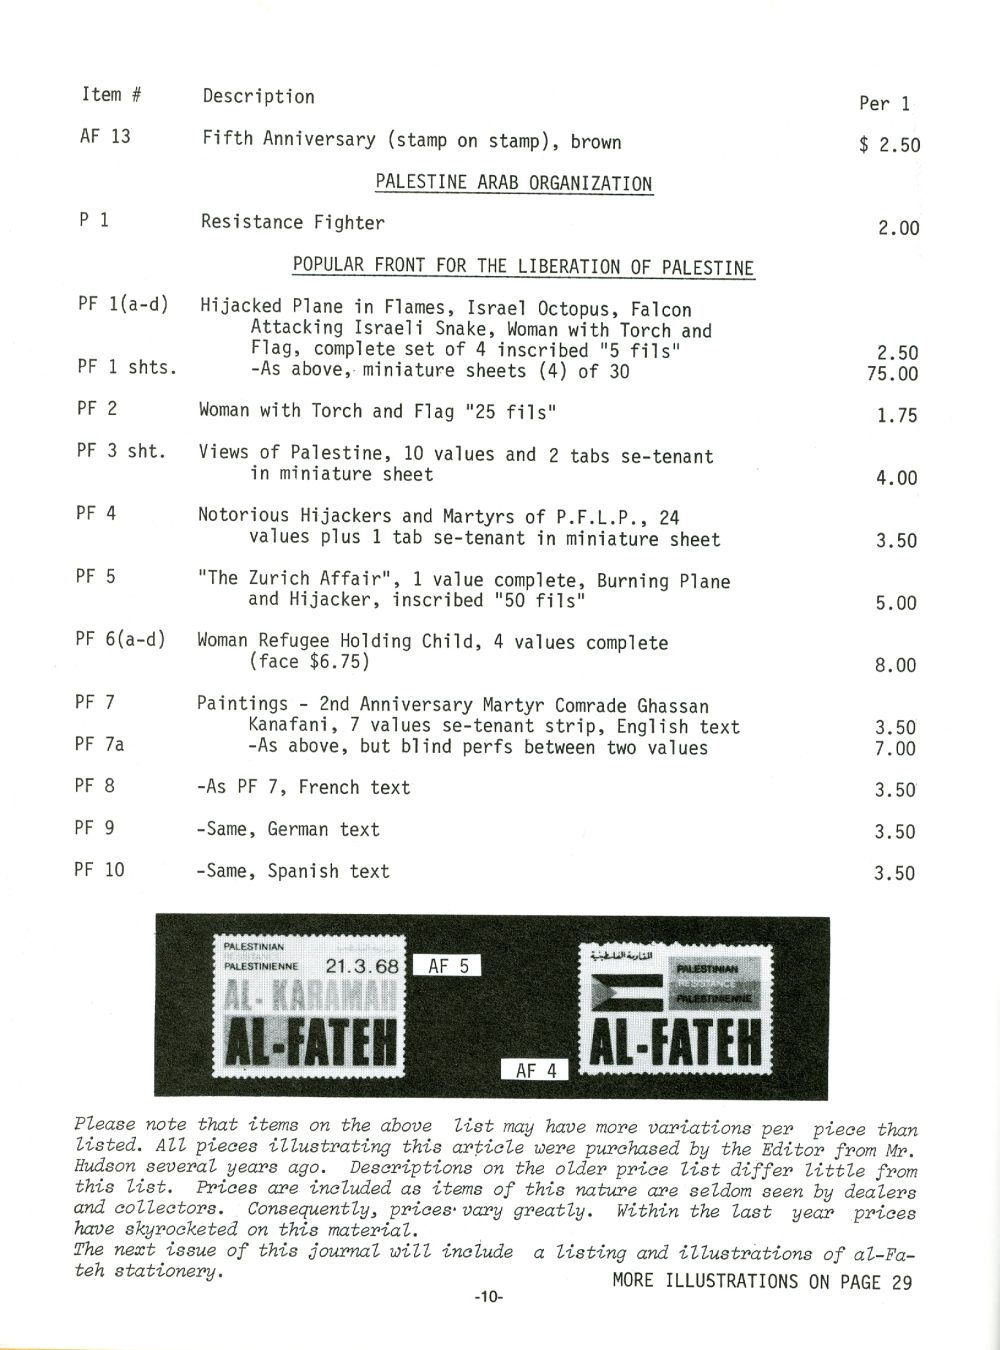 Item # Description Per 1
AF 13 Fifth Anniversary (stamp on stamp), brown $ 2.50
PALESTINE ARAB ORGANIZATION
P 1 Resistance Fighter 2.00
POPULAR FRONT FOR THE LIBERATION OF PALESTINE
PF 1(a-d) Hijacked Plane in Flames, Israel Octopus, Falcon
Attacking Israeli Snake, Woman with Torch and
Flag, complete set of 4 inscribed "5 fils" 2.50
PF 1 shts. -As above, miniature sheets (4) of 30 75.00
PF 2 Woman with Torch and Flag "25 fils" 1.75
PF 3 sht. Views of Palestine, 10 values and 2 tabs se-tenant
in miniature sheet 4.00
PF 4 Notorious Hijackers and Martyrs of P.F.L.P., 24
values plus 1 tab se-tenant in miniature sheet 3.50
PF 5 "The Zurich Affair", 1 value complete, Burning Plane
and Hijacker, inscribed "50 fils" 5.00
PF 6(a-d) Woman Refugee Holding Child, 4 values complete
(face $6.75) 8.00
PF 7 Paintings - 2nd Anniversary Martyr Comrade Ghassan
Kanafani, 7 values se-tenant strip, English text 3.50
PF 7a -As above, but blind perfs between two values 7.00
PF 8 -As PF 7, French text 3.50
PF 9 -Same, German text 3.50
PF 10 -Same, Spanish text 3.50
PALESTINIAN
PALESTINIENNE 21.3.68
AL-KARAMAH
AL-FATEH
AF 5
المقاومة الفلسطينية
PALESTINIAN
RESISTANCE
PALESTINIENNE
AL-FATEH
AF 4
Please note that items on the above list may have more variations per piece than
listed. All pieces illustrating this article were purchased by the Editor from Mr.
Hudson several years ago. Descriptions on the older price list differ little from
this list. Prices are included as items of this nature are seldom seen by dealers
and collectors. Consequently, prices vary greatly. Within the last year prices
have skyrocketed on this material.
The next issue of this journal will include a listing and illustrations of al-Fa-
teh stationery.
MORE ILLUSTRATIONS ON PAGE 29
-10-